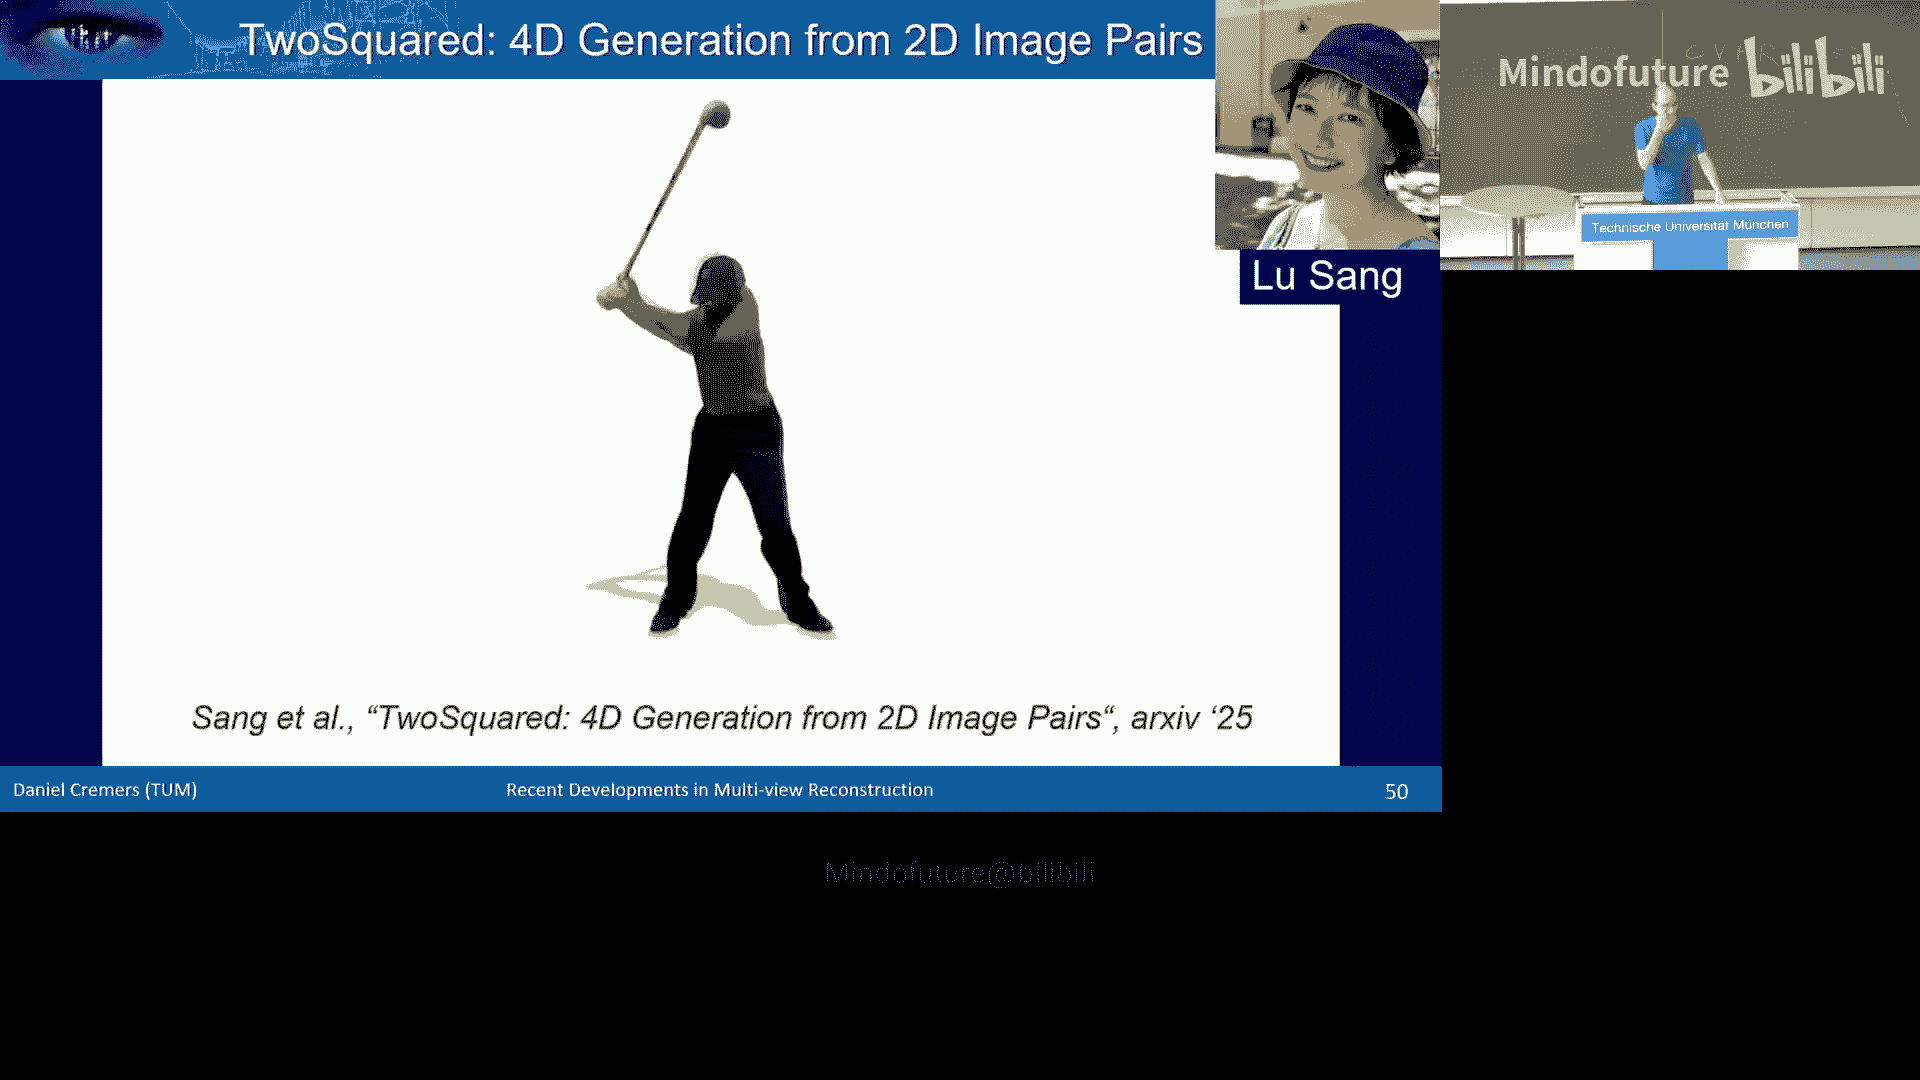 TwoSquared: 4D Generation from 2D Image Pairs
Mindofuture bilibili
Technische Universität München
Lu Sang
Sang et al., “TwoSquared: 4D Generation from 2D Image Pairs“, arxiv ‘25
Daniel Cremers (TUM)
Recent Developments in Multi-view Reconstruction
50
Mindofuture@bilibili